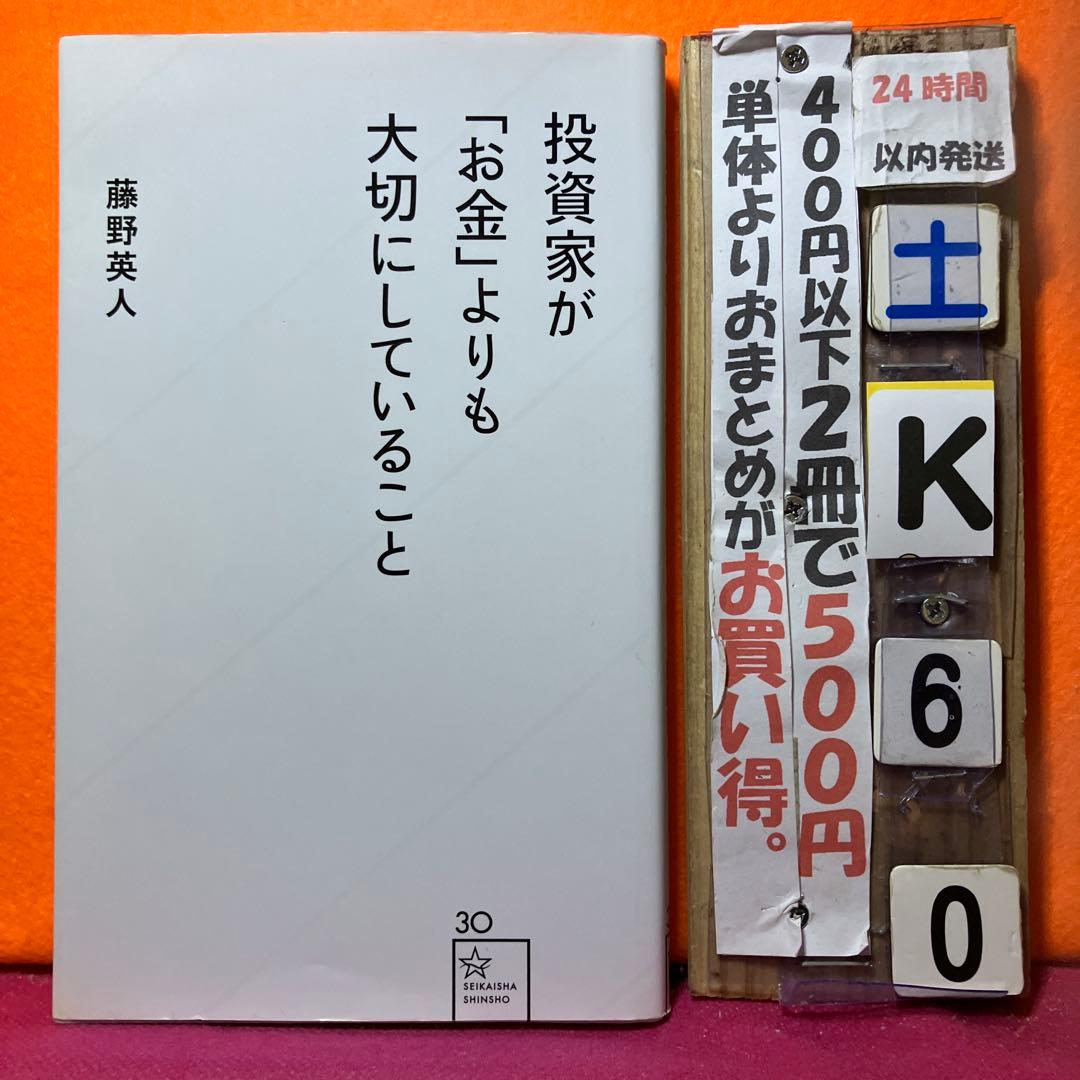 投資家が
「お金」よりも
大切にしていること
藤野英人
30
SEIKAISHA
SHINSHO
400円以下2冊で500円
単体よりおまとめがお買い得。
24時間
以内発送
土
K
6
0